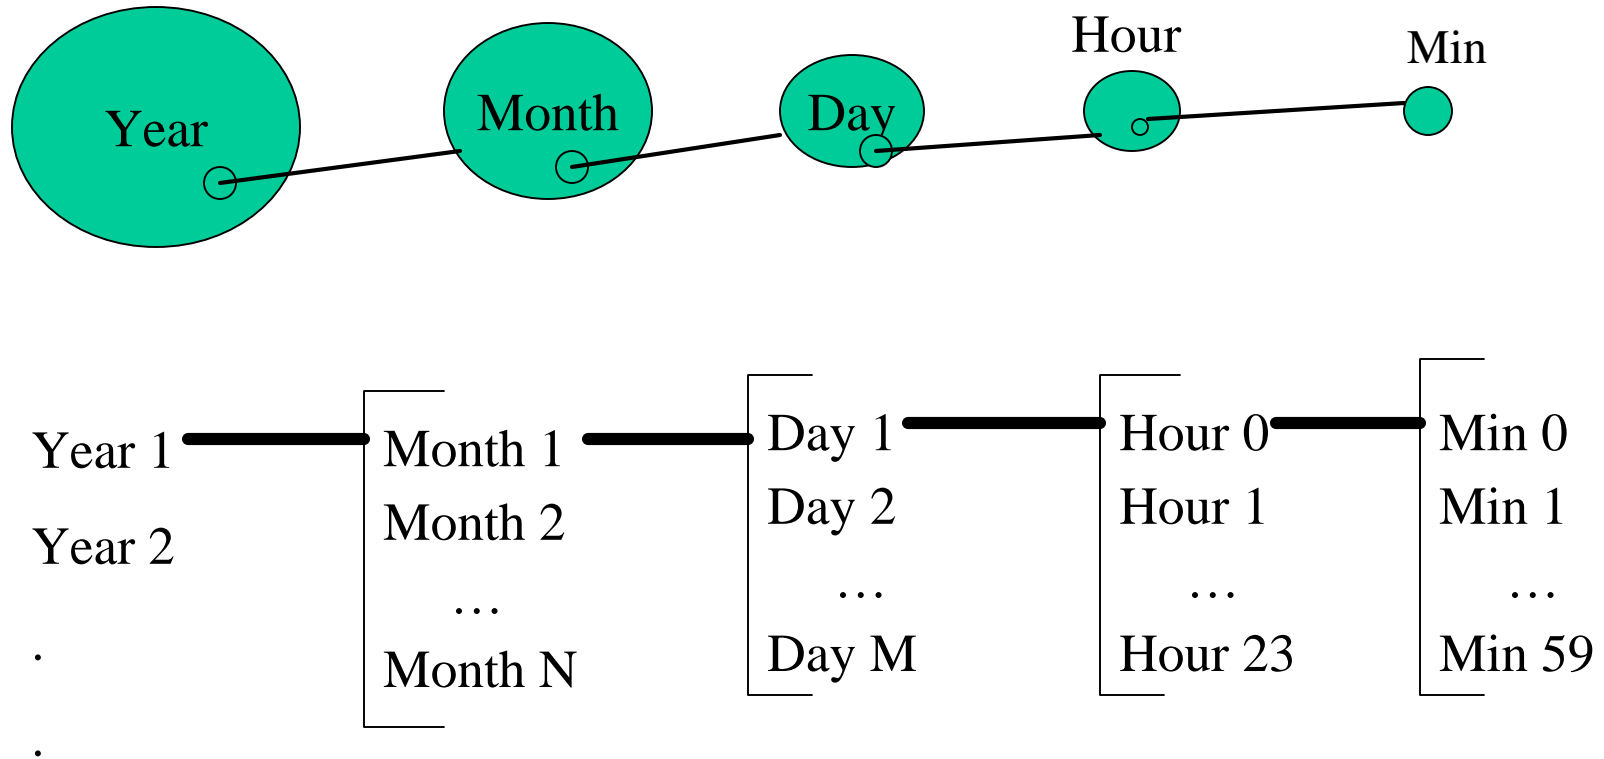 Year
Month
Day
Hour
Min
Year 1
Year 2
.
.
Month 1
Month 2
…
Month N
Day 1
Day 2
…
Day M
Hour 0
Hour 1
…
Hour 23
Min 0
Min 1
…
Min 59